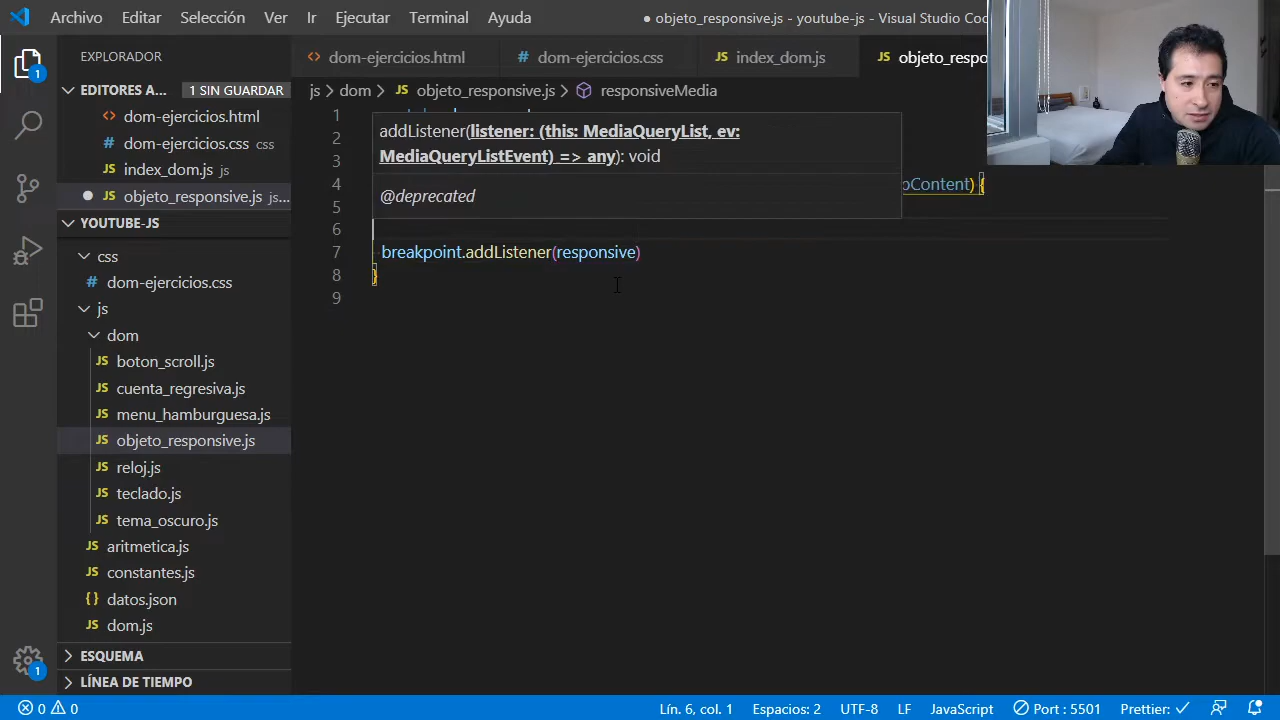 Archivo Editar Selección Ver Ir Ejecutar Terminal Ayuda
● objeto_responsive.js - youtube-js - Visual Studio Cod
EXPLORADOR
EDITORES A... 1 SIN GUARDAR
dom-ejercicios.html
dom-ejercicios.css css
index_dom.js js
objeto_responsive.js js...
YOUTUBE-JS
css
dom-ejercicios.css
js
dom
boton_scroll.js
cuenta_regresiva.js
menu_hamburguesa.js
objeto_responsive.js
reloj.js
teclado.js
tema_oscuro.js
aritmetica.js
constantes.js
datos.json
dom.js
ESQUEMA
LÍNEA DE TIEMPO
dom-ejercicios.html dom-ejercicios.css index_dom.js objeto_respo
js > dom > JS objeto_responsive.js > responsiveMedia
addListener(listener: (this: MediaQueryList, ev:
MediaQueryListEvent) => any): void
@deprecated
1
2
3
4 pContent) {
5
6
7 breakpoint.addListener(responsive)
8 }
9
0 0 Lín. 6, col. 1 Espacios: 2 UTF-8 LF JavaScript Port : 5501 Prettier: